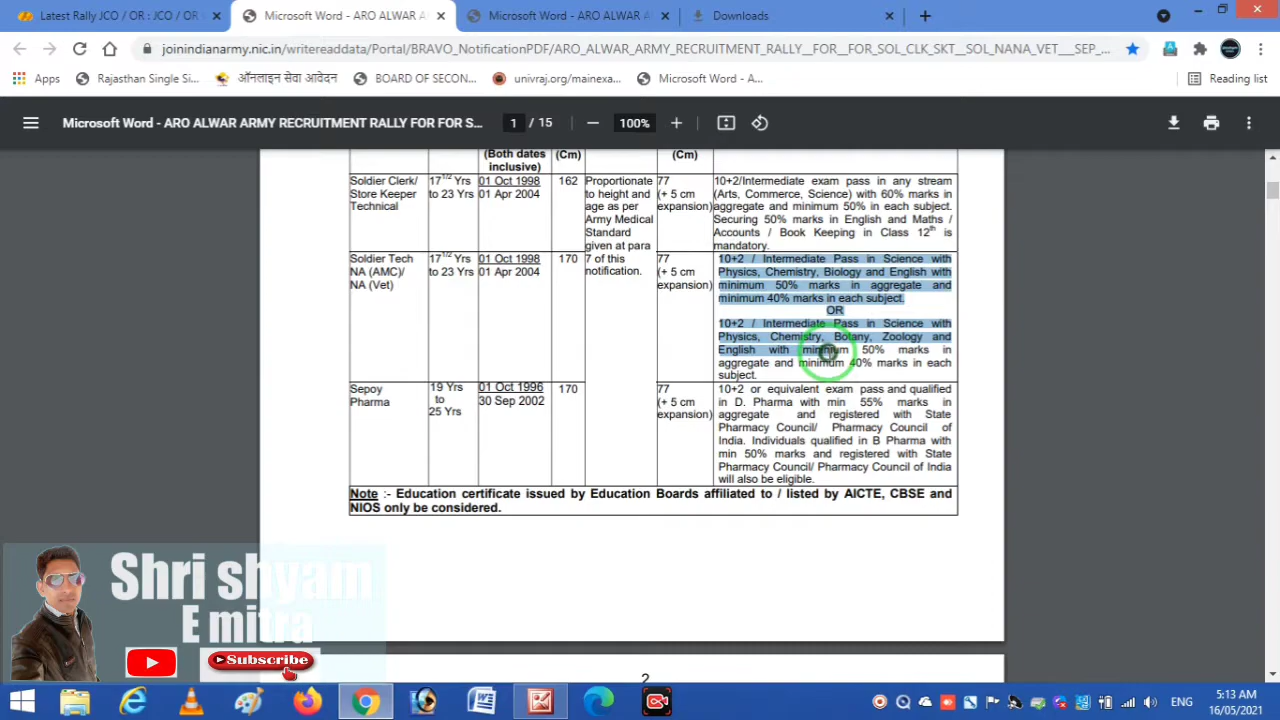 Latest Rally JCO / OR : JCO / OR
Microsoft Word - ARO ALWAR A
Microsoft Word - ARO ALWAR A
Downloads
joinindianarmy.nic.in/writereaddata/Portal/BRAVO_NotificationPDF/ARO_ALWAR_ARMY_RECRUITMENT_RALLY__FOR__FOR_SOL_CLK_SKT__SOL_NANA_VET___SEP_...
Apps
Rajasthan Single Si...
ऑनलाइन सेवा आवेदन
BOARD OF SECON...
univraj.org/mainexa...
Microsoft Word - A...
Reading list
Microsoft Word - ARO ALWAR ARMY RECRUITMENT RALLY FOR FOR S...
1 / 15
100%
(Both dates
inclusive)
(Cm)
(Cm)
Soldier Clerk/
Store Keeper
Technical
17 1/2 Yrs
to 23 Yrs
01 Oct 1998
01 Apr 2004
162
Proportionate
to height and
age as per
Army Medical
Standard
given at para
7 of this
notification.
77
(+ 5 cm
expansion)
10+2/Intermediate exam pass in any stream
(Arts, Commerce, Science) with 60% marks in
aggregate and minimum 50% in each subject.
Securing 50% marks in English and Maths /
Accounts / Book Keeping in Class 12th is
mandatory.
Soldier Tech
NA (AMC)/
NA (Vet)
17 1/2 Yrs
to 23 Yrs
01 Oct 1998
01 Apr 2004
170
77
(+ 5 cm
expansion)
10+2 / Intermediate Pass in Science with
Physics, Chemistry, Biology and English with
minimum 50% marks in aggregate and
minimum 40% marks in each subject.
OR
10+2 / Intermediate Pass in Science with
Physics, Chemistry, Botany, Zoology and
English with minimum 50% marks in
aggregate and minimum 40% marks in each
subject.
Sepoy
Pharma
19 Yrs
to
25 Yrs
01 Oct 1996
30 Sep 2002
170
77
(+ 5 cm
expansion)
10+2 or equivalent exam pass and qualified
in D. Pharma with min 55% marks in
aggregate and registered with State
Pharmacy Council/ Pharmacy Council of
India. Individuals qualified in B Pharma with
min 50% marks and registered with State
Pharmacy Council/ Pharmacy Council of India
will also be eligible.
Note :- Education certificate issued by Education Boards affiliated to / listed by AICTE, CBSE and
NIOS only be considered.
2
Shri shyam
E mitra
Subscribe
ENG
5:13 AM
16/05/2021